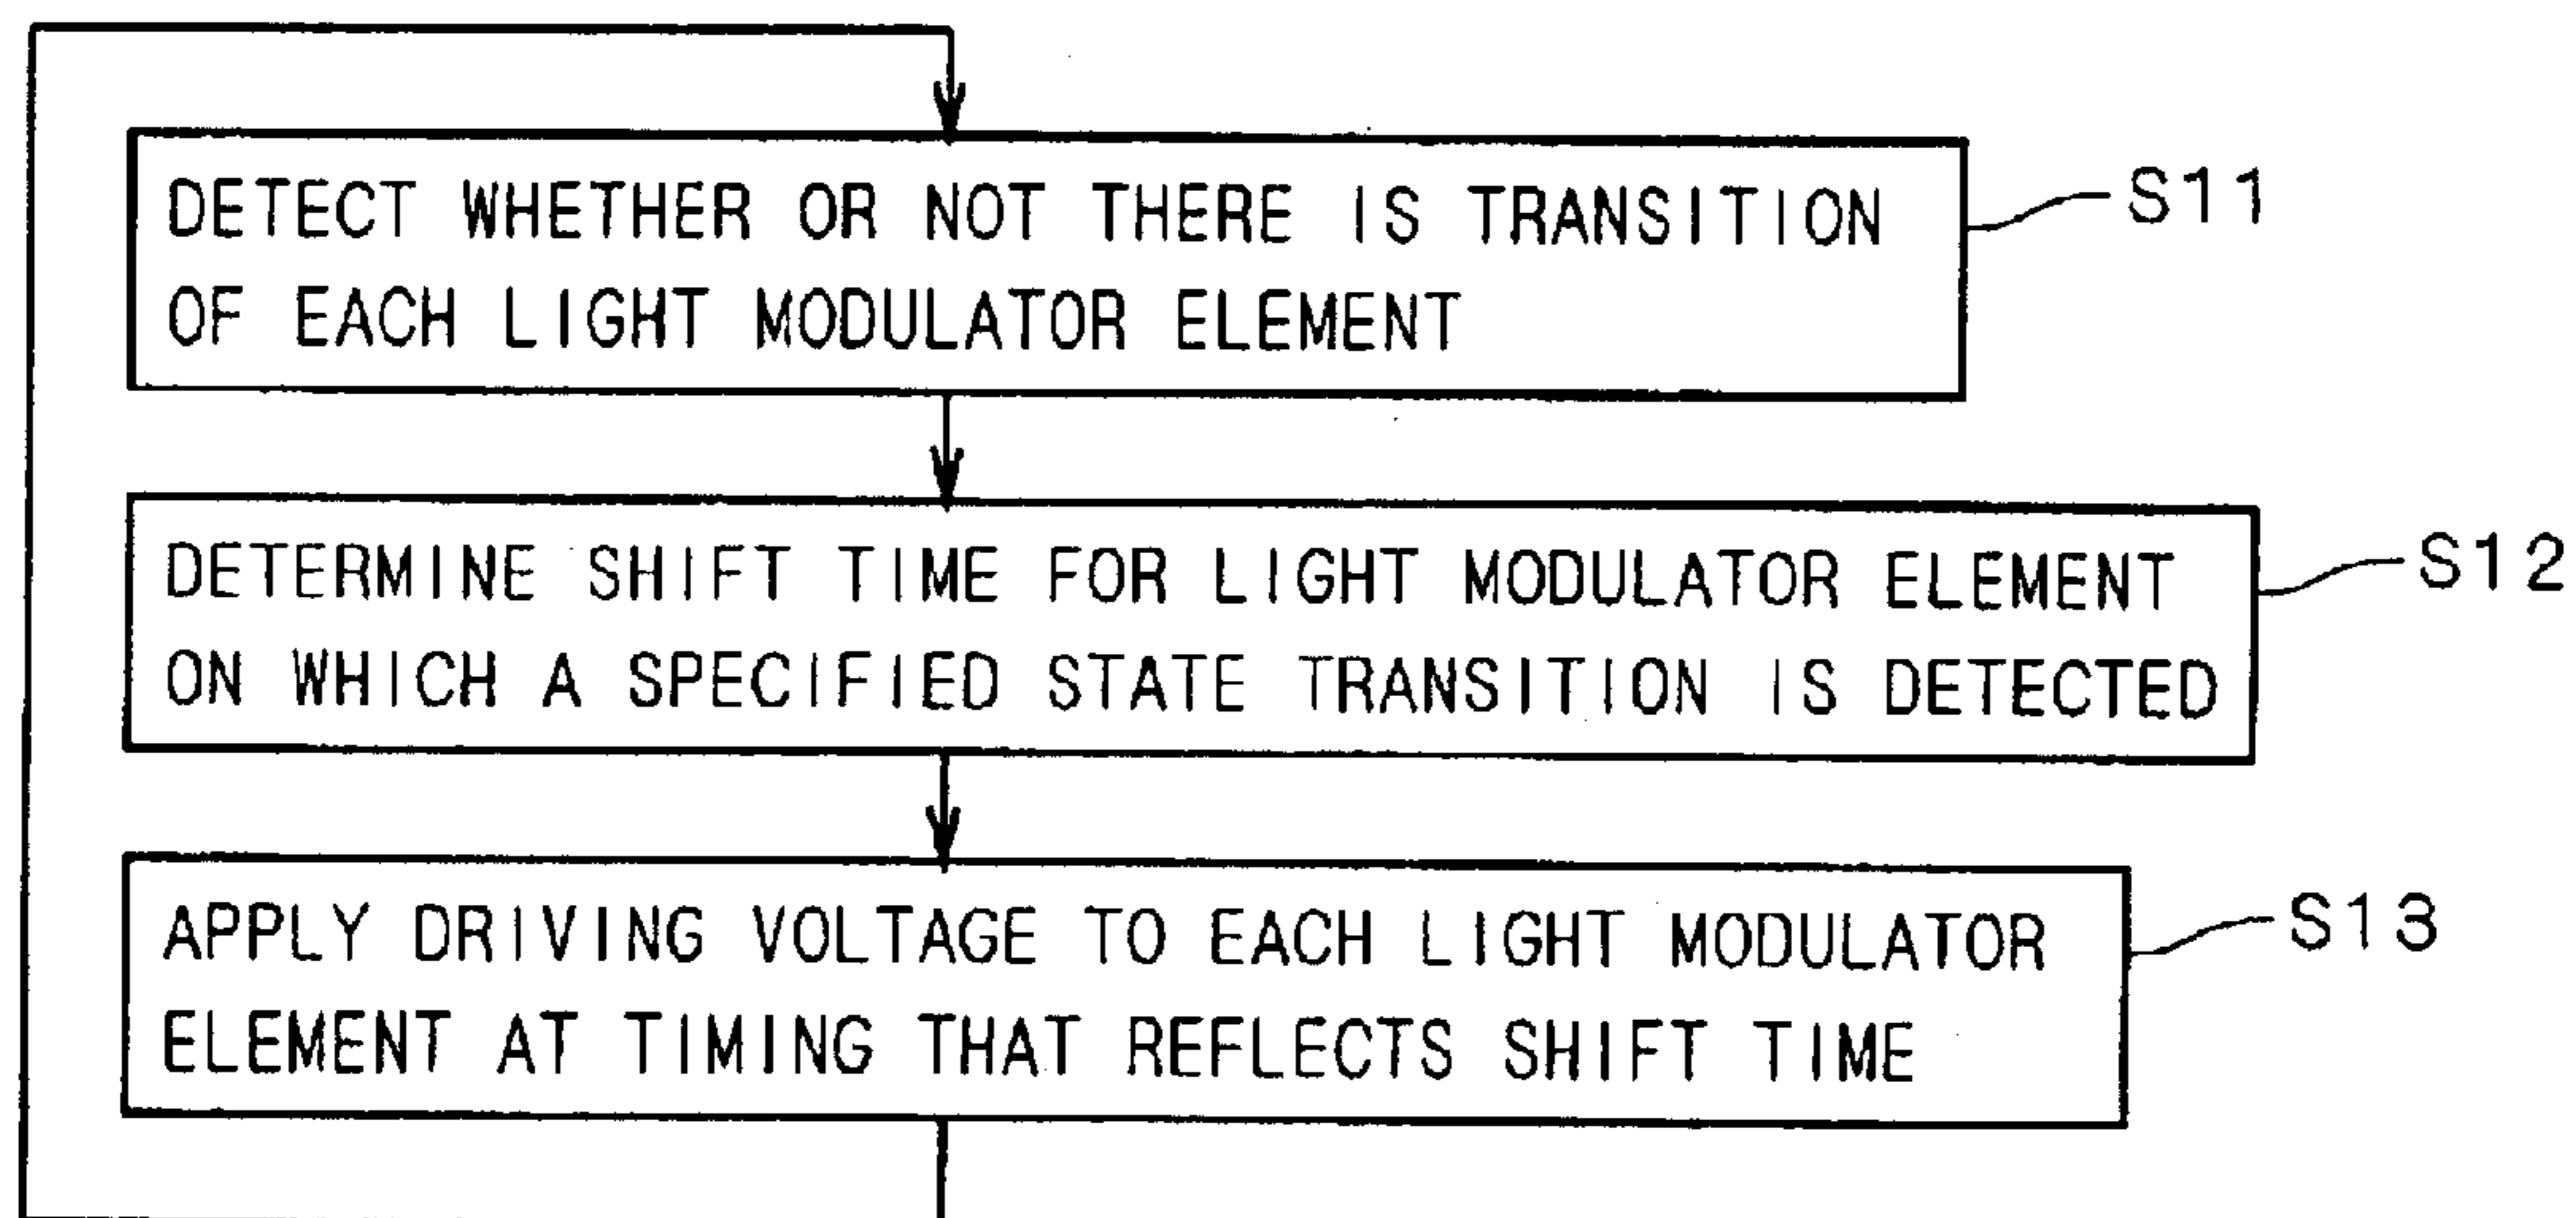 DETECT WHETHER OR NOT THERE IS TRANSITION
OF EACH LIGHT MODULATOR ELEMENT
S11
DETERMINE SHIFT TIME FOR LIGHT MODULATOR ELEMENT
ON WHICH A SPECIFIED STATE TRANSITION IS DETECTED
S12
APPLY DRIVING VOLTAGE TO EACH LIGHT MODULATOR
ELEMENT AT TIMING THAT REFLECTS SHIFT TIME
S13